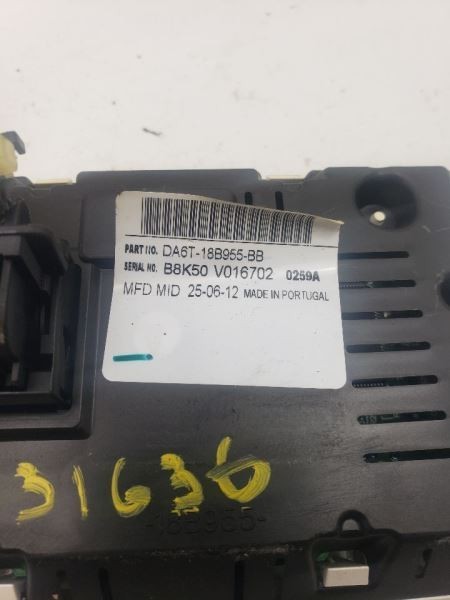 PART NO. DA6T-18B955-BB
SERIAL NO. B8K50 V016702 0259A
MFD MID 25-06-12 MADE IN PORTUGAL
31636
-18B955-